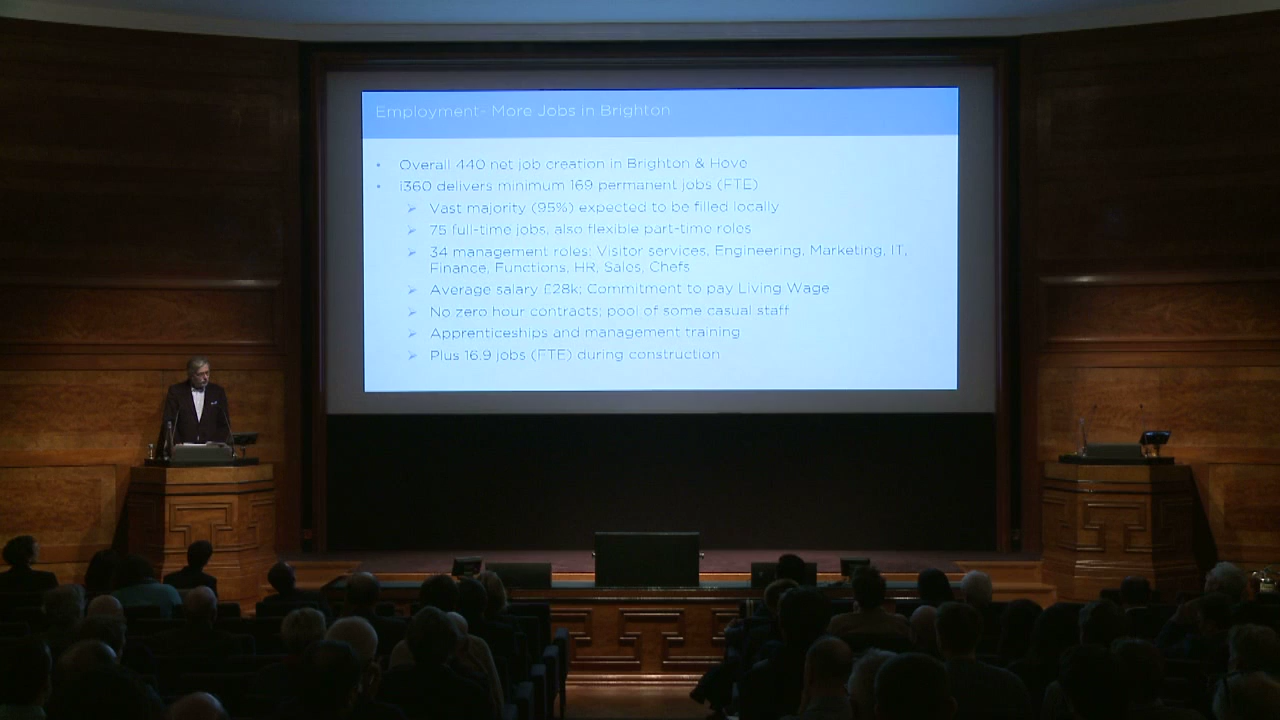 Employment- More Jobs in Brighton
• Overall 440 net job creation in Brighton & Hove
• i360 delivers minimum 169 permanent jobs (FTE)
➢ Vast majority (95%) expected to be filled locally
➢ 75 full-time jobs, also flexible part-time roles
➢ 34 management roles: Visitor services, Engineering, Marketing, IT,
Finance, Functions, HR, Sales, Chefs
➢ Average salary £28k; Commitment to pay Living Wage
➢ No zero hour contracts; pool of some casual staff
➢ Apprenticeships and management training
➢ Plus 16.9 jobs (FTE) during construction